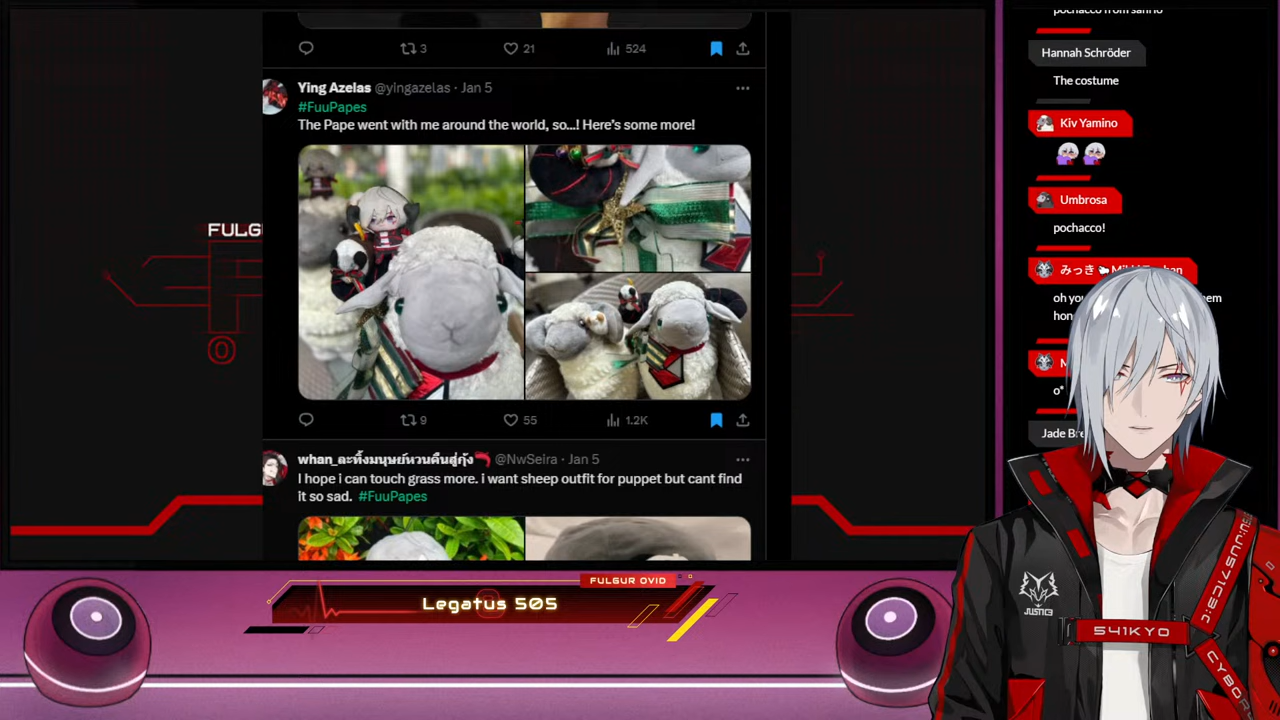 3
21
524
Ying Azelas @yingazelas · Jan 5
#FuuPapes
The Pape went with me around the world, so...! Here's some more!
9
55
1.2K
whan_ละทิ้งมนุษย์หวนคืนสู่กุ้ง🦐 @NwSeira · Jan 5
I hope i can touch grass more. i want sheep outfit for puppet but cant find
it so sad. #FuuPapes
FULG
FULGUR OVID
Legatus 505
pochacco from sanrio
Hannah Schröder
The costume
Kiv Yamino
Umbrosa
pochacco!
みっき
oh you
hon
o*
Jade Bre
JUSTIC3
541KYO
CYBOR